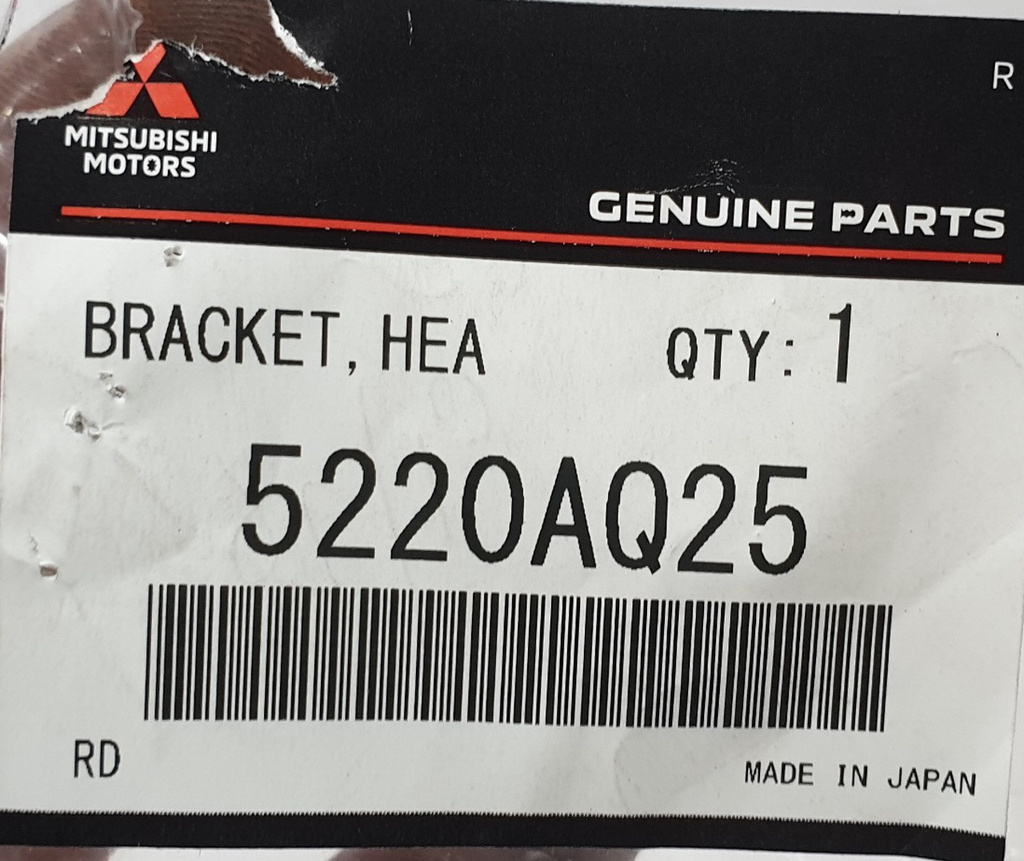 R
MITSUBISHI
MOTORS
GENUINE PARTS
BRACKET, HEA QTY: 1
5220AQ25
RD MADE IN JAPAN